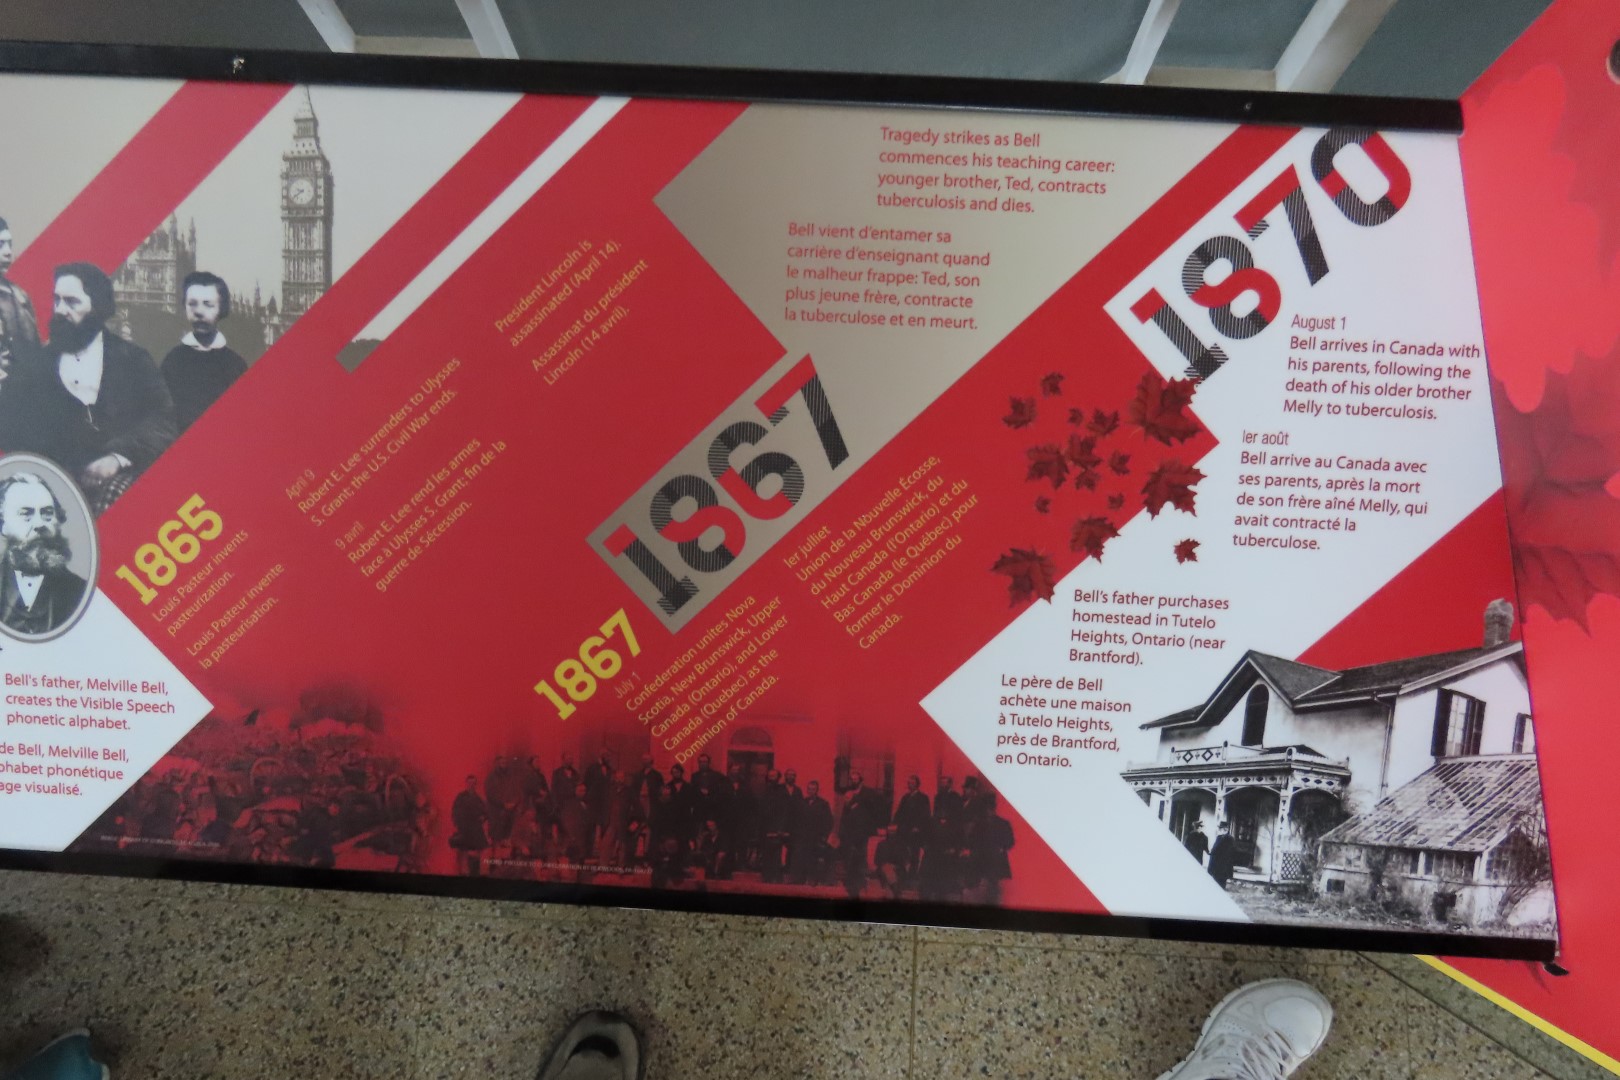 Bell's father, Melville Bell,
creates the Visible Speech
phonetic alphabet.
de Bell, Melville Bell,
phabet phonétique
age visualisé.
1865
Louis Pasteur invents
pasteurization.
Louis Pasteur invente
la pasteurisation.
April 9
Robert E. Lee surrenders to Ulysses
S. Grant: the U.S. Civil War ends.
9 avril
Robert E. Lee rend les armes
face à Ulysses S. Grant: fin de la
guerre de Sécession.
President Lincoln is
assassinated (April 14).
Assassinat du président
Lincoln (14 avril).
Tragedy strikes as Bell
commences his teaching career:
younger brother, Ted, contracts
tuberculosis and dies.
Bell vient d'entamer sa
carrière d'enseignant quand
le malheur frappe: Ted, son
plus jeune frère, contracte
la tuberculose et en meurt.
1867
1867
July 1
Confederation unites Nova
Scotia, New Brunswick, Upper
Canada (Ontario), and Lower
Canada (Quebec) as the
Dominion of Canada.
1er julliet
Union de la Nouvelle Écosse,
du Nouveau Brunswick, du
Haut Canada (l'Ontario) et du
Bas Canada (le Québec) pour
former le Dominion du
Canada.
1870
August 1
Bell arrives in Canada with
his parents, following the
death of his older brother
Melly to tuberculosis.
1er août
Bell arrive au Canada avec
ses parents, après la mort
de son frère aîné Melly, qui
avait contracté la
tuberculose.
Bell's father purchases
homestead in Tutelo
Heights, Ontario (near
Brantford).
Le père de Bell
achète une maison
à Tutelo Heights,
près de Brantford,
en Ontario.